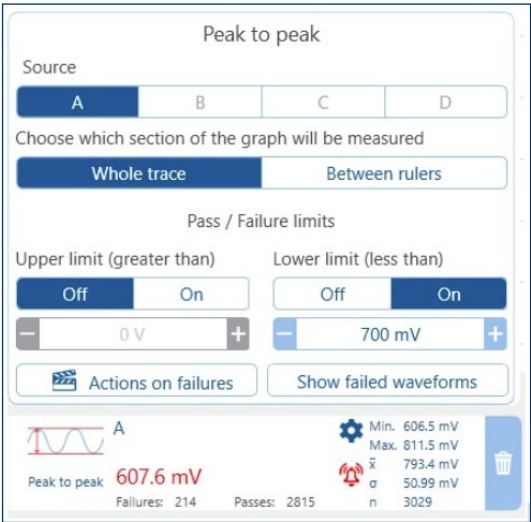 Peak to peak
Source
A B C D
Choose which section of the graph will be measured
Whole trace Between rulers
Pass / Failure limits
Upper limit (greater than) Lower limit (less than)
Off On Off On
− 0 V + − 700 mV +
Actions on failures Show failed waveforms
A Min. 606.5 mV
Max. 811.5 mV
x̃ 793.4 mV
Peak to peak 607.6 mV σ 50.99 mV
Failures: 214 Passes: 2815 n 3029